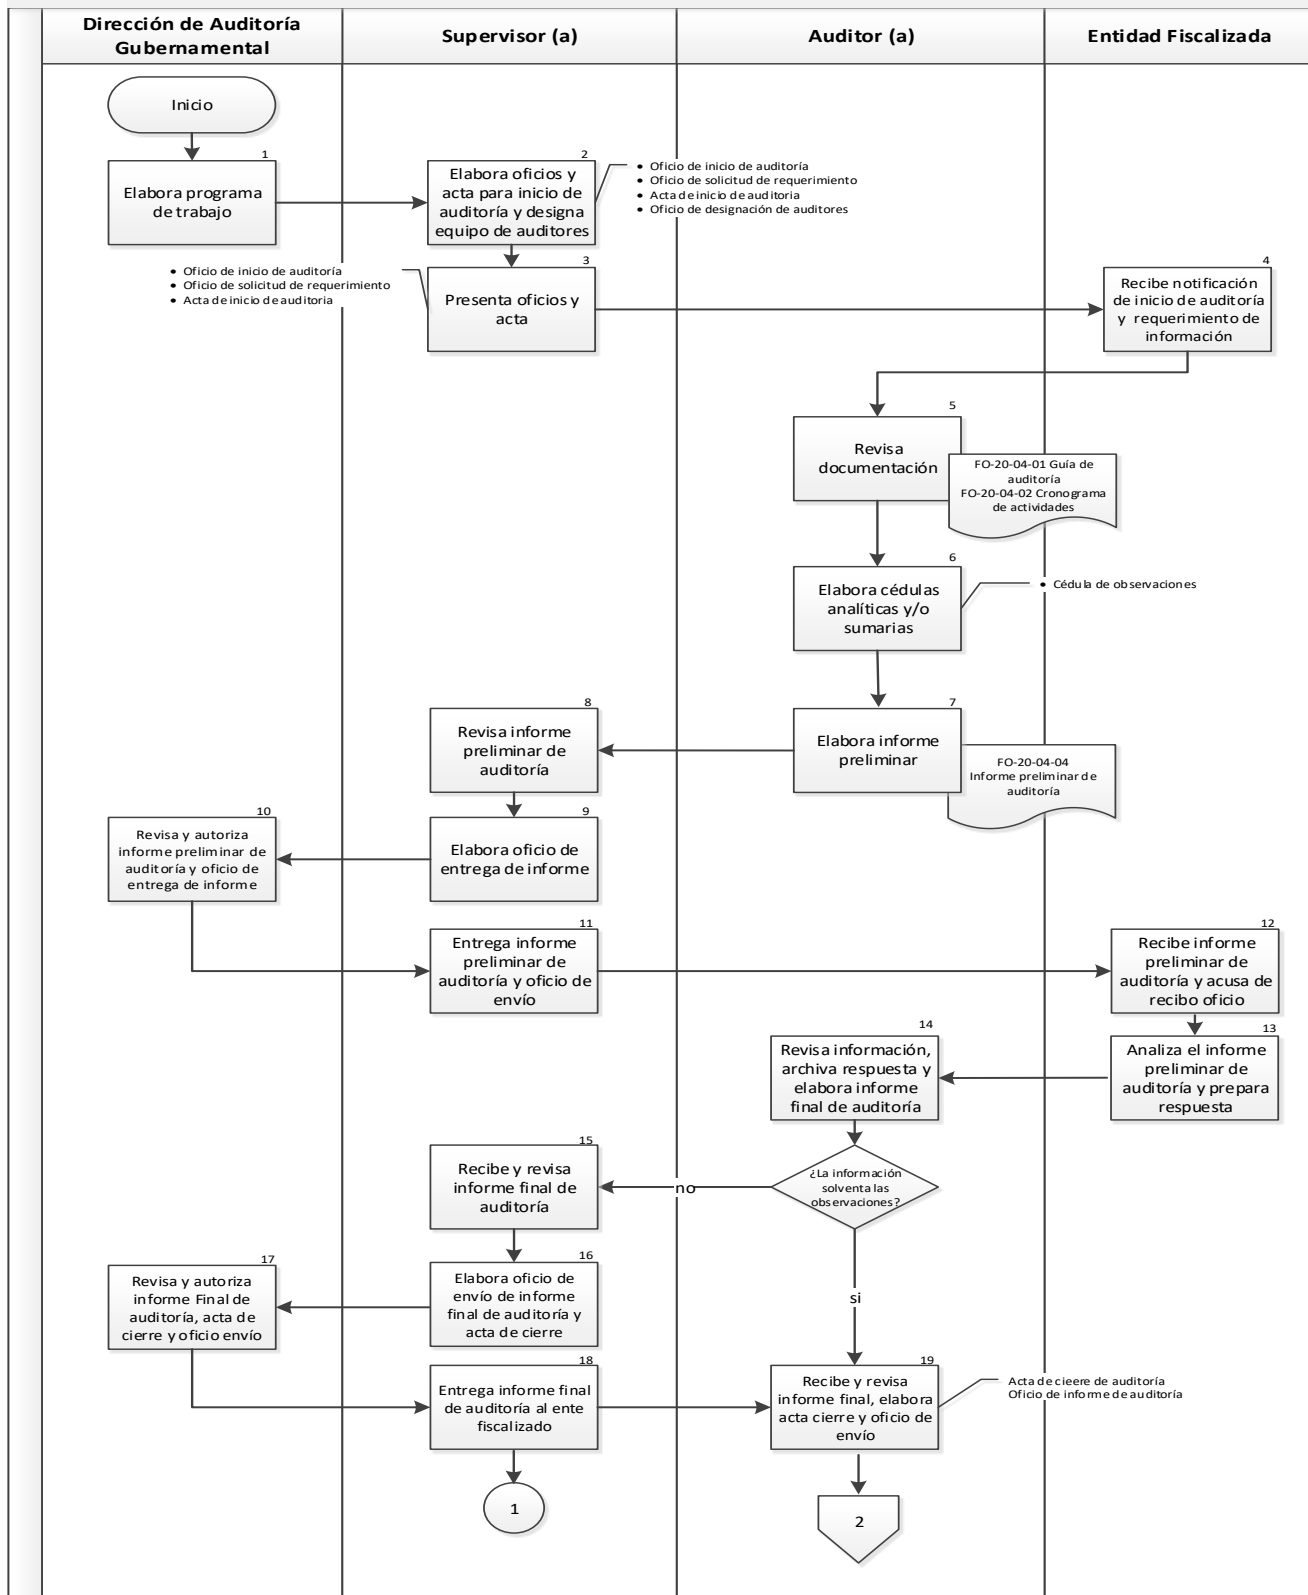 Dirección de Auditoría
Gubernamental
Supervisor (a)
Auditor (a)
Entidad Fiscalizada
Inicio
1
Elabora programa
de trabajo
2
Elabora oficios y
acta para inicio de
auditoría y designa
equipo de auditores
• Oficio de inicio de auditoría
• Oficio de solicitud de requerimiento
• Acta de inicio de auditoria
• Oficio de designación de auditores
• Oficio de inicio de auditoría
• Oficio de solicitud de requerimiento
• Acta de inicio de auditoria
3
Presenta oficios y
acta
4
Recibe notificación
de inicio de auditoría
y requerimiento de
información
5
Revisa
documentación
FO-20-04-01 Guía de
auditoría
FO-20-04-02 Cronograma
de actividades
6
Elabora cédulas
analíticas y/o
sumarias
• Cédula de observaciones
7
Elabora informe
preliminar
FO-20-04-04
Informe preliminar de
auditoría
8
Revisa informe
preliminar de
auditoría
9
Elabora oficio de
entrega de informe
10
Revisa y autoriza
informe preliminar de
auditoría y oficio de
entrega de informe
11
Entrega informe
preliminar de
auditoría y oficio de
envío
12
Recibe informe
preliminar de
auditoría y acusa de
recibo oficio
13
Analiza el informe
preliminar de
auditoría y prepara
respuesta
14
Revisa información,
archiva respuesta y
elabora informe
final de auditoría
¿La información
solventa las
observaciones?
no
si
15
Recibe y revisa
informe final de
auditoría
16
Elabora oficio de
envío de informe
final de auditoría y
acta de cierre
17
Revisa y autoriza
informe Final de
auditoría, acta de
cierre y oficio envío
18
Entrega informe final
de auditoría al ente
fiscalizado
19
Recibe y revisa
informe final, elabora
acta cierre y oficio de
envío
Acta de cieere de auditoría
Oficio de informe de auditoría
1
2